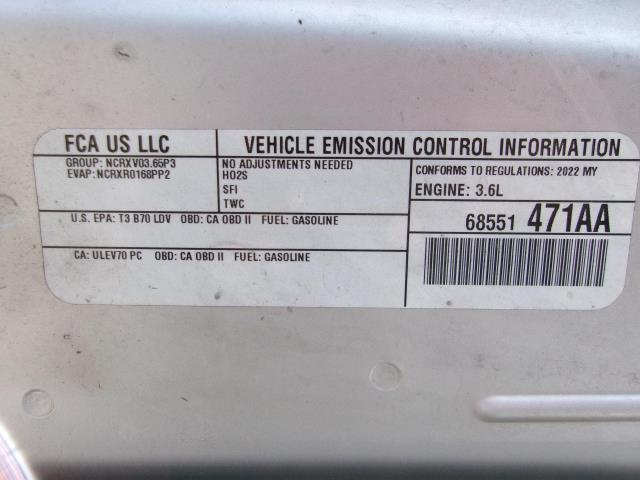 FCA US LLC
GROUP: NCRXV03.65P3
EVAP: NCRXR0168PP2
VEHICLE EMISSION CONTROL INFORMATION
NO ADJUSTMENTS NEEDED
HO2S
SFI
TWC
CONFORMS TO REGULATIONS: 2022 MY
ENGINE: 3.6L
U.S. EPA: T3 B70 LDV OBD: CA OBD II FUEL: GASOLINE
CA: ULEV70 PC OBD: CA OBD II FUEL: GASOLINE
68551 471AA